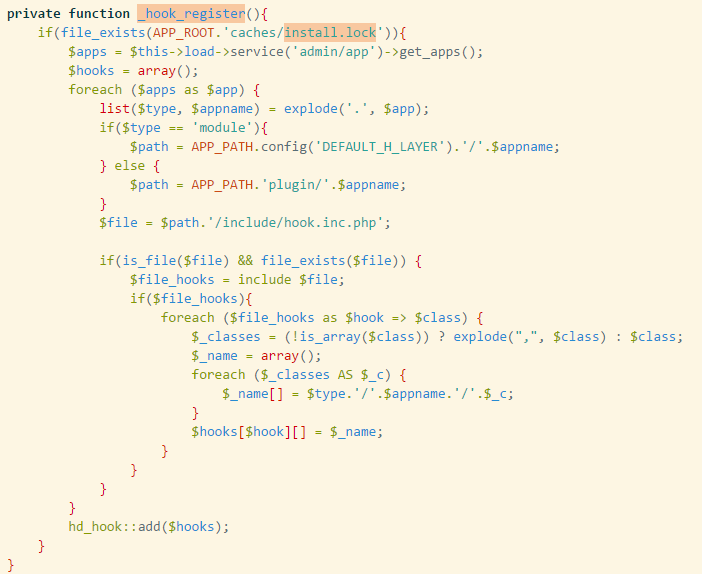 private function _hook_register(){
    if(file_exists(APP_ROOT.'caches/install.lock')){
        $apps = $this->load->service('admin/app')->get_apps();
        $hooks = array();
        foreach ($apps as $app) {
            list($type, $appname) = explode('.', $app);
            if($type == 'module'){
                $path = APP_PATH.config('DEFAULT_H_LAYER').'/'.$appname;
            } else {
                $path = APP_PATH.'plugin/'.$appname;
            }
            $file = $path.'/include/hook.inc.php';

            if(is_file($file) && file_exists($file)) {
                $file_hooks = include $file;
                if($file_hooks){
                    foreach ($file_hooks as $hook => $class) {
                        $_classes = (!is_array($class)) ? explode(",", $class) : $class;
                        $_name = array();
                        foreach ($_classes AS $_c) {
                            $_name[] = $type.'/'.$appname.'/'.$_c;
                        }
                        $hooks[$hook][] = $_name;
                    }
                }
            }
        }
        hd_hook::add($hooks);
    }
}